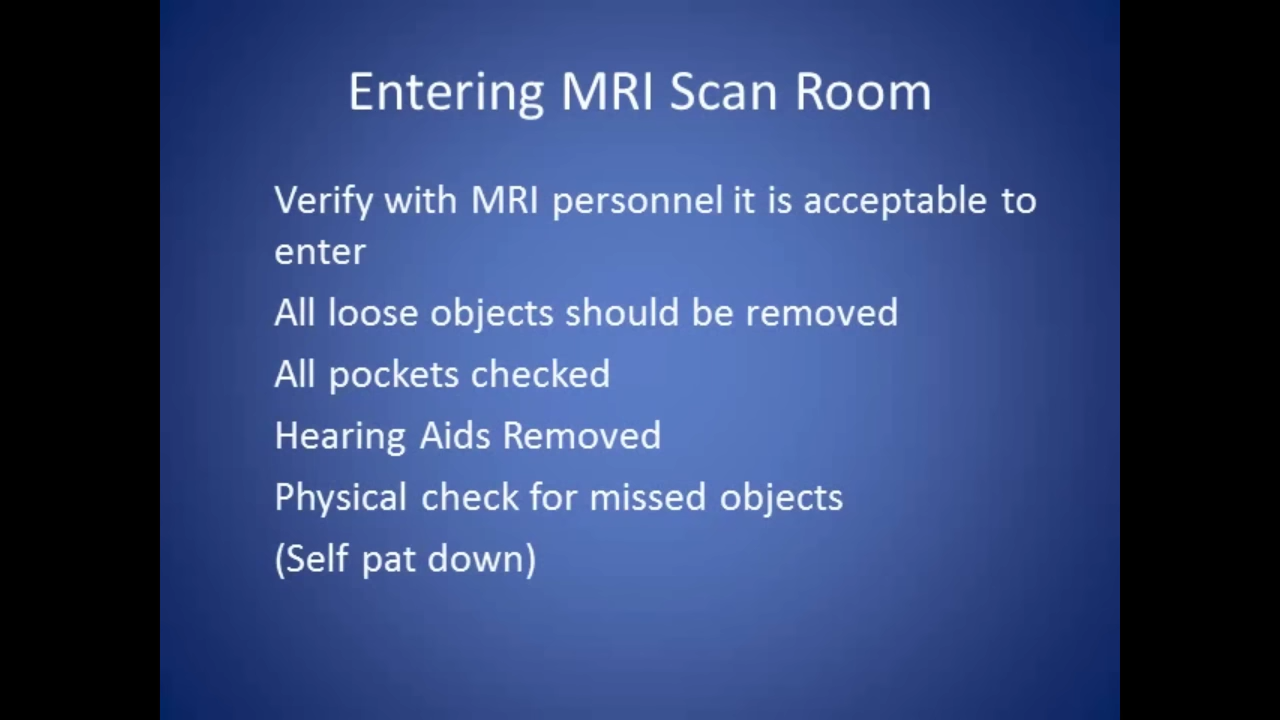 Entering MRI Scan Room
Verify with MRI personnel it is acceptable to
enter
All loose objects should be removed
All pockets checked
Hearing Aids Removed
Physical check for missed objects
(Self pat down)